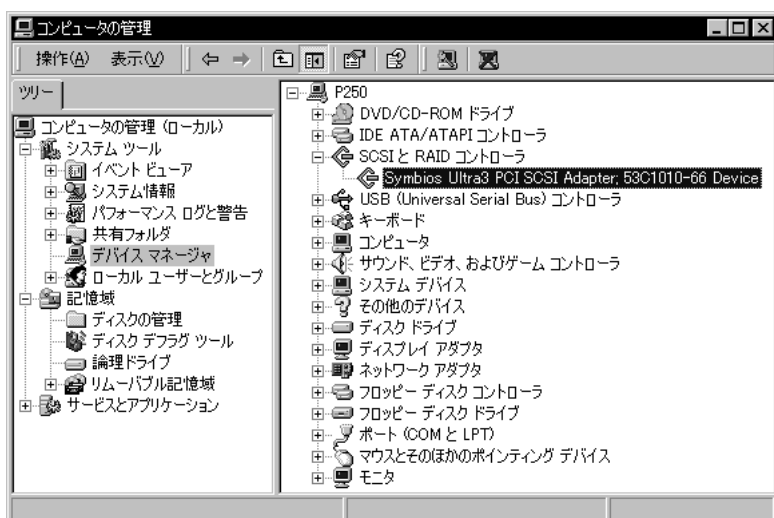 コンピュータの管理
操作(A) 表示(V)
ツリー
コンピュータの管理 (ローカル)
システム ツール
イベント ビューア
システム情報
パフォーマンス ログと警告
共有フォルダ
デバイス マネージャ
ローカル ユーザーとグループ
記憶域
ディスクの管理
ディスク デフラグ ツール
論理ドライブ
リムーバブル記憶域
サービスとアプリケーション
P250
DVD/CD-ROM ドライブ
IDE ATA/ATAPI コントローラ
SCSI と RAID コントローラ
Symbios Ultra3 PCI SCSI Adapter; 53C1010-66 Device
USB (Universal Serial Bus) コントローラ
キーボード
コンピュータ
サウンド、ビデオ、およびゲーム コントローラ
システム デバイス
その他のデバイス
ディスク ドライブ
ディスプレイ アダプタ
ネットワーク アダプタ
フロッピー ディスク コントローラ
フロッピー ディスク ドライブ
ポート (COM と LPT)
マウスとそのほかのポインティング デバイス
モニタ